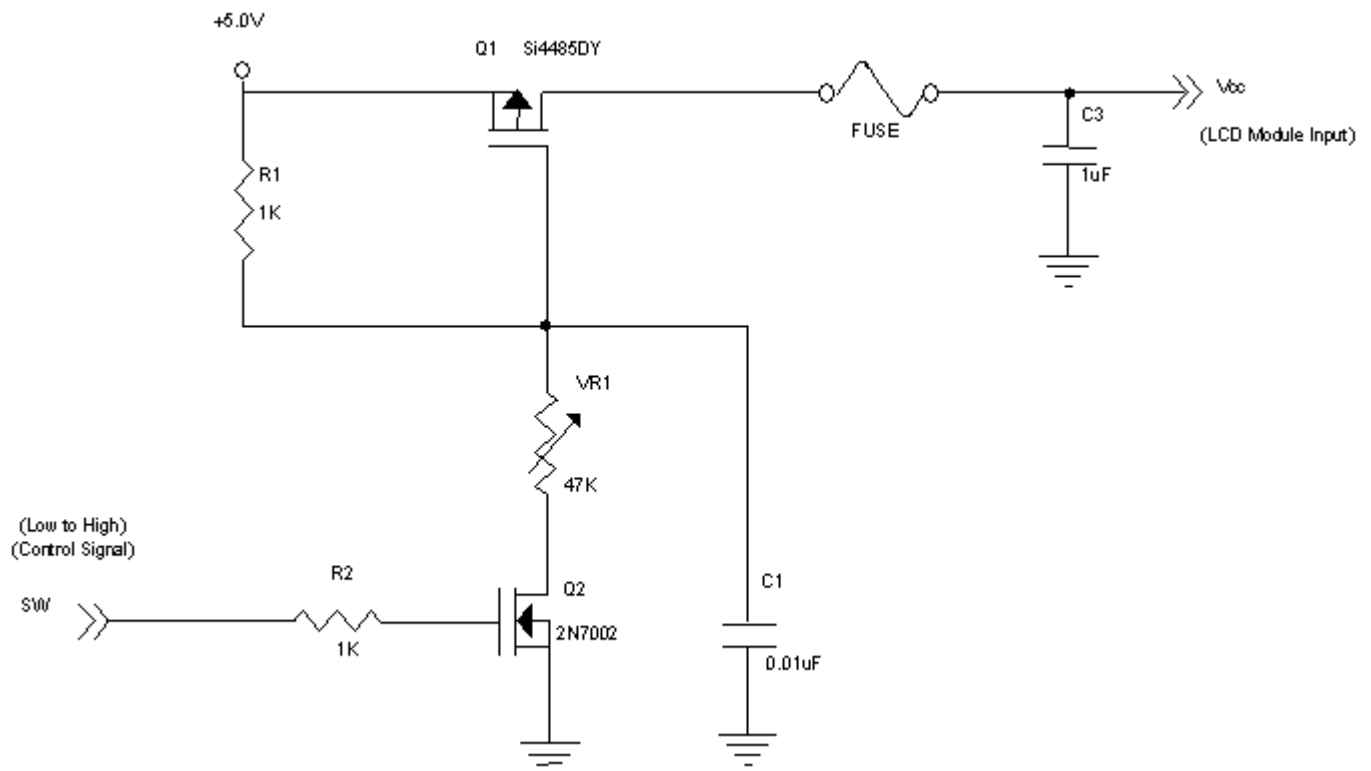 +5.0V
Q1 Si4485DY
Vcc
FUSE
C3
(LCD Module Input)
R1
1uF
1K
VR1
47K
(Low to High)
(Control Signal)
R2
Q2
C1
SW
2N7002
1K
0.01uF